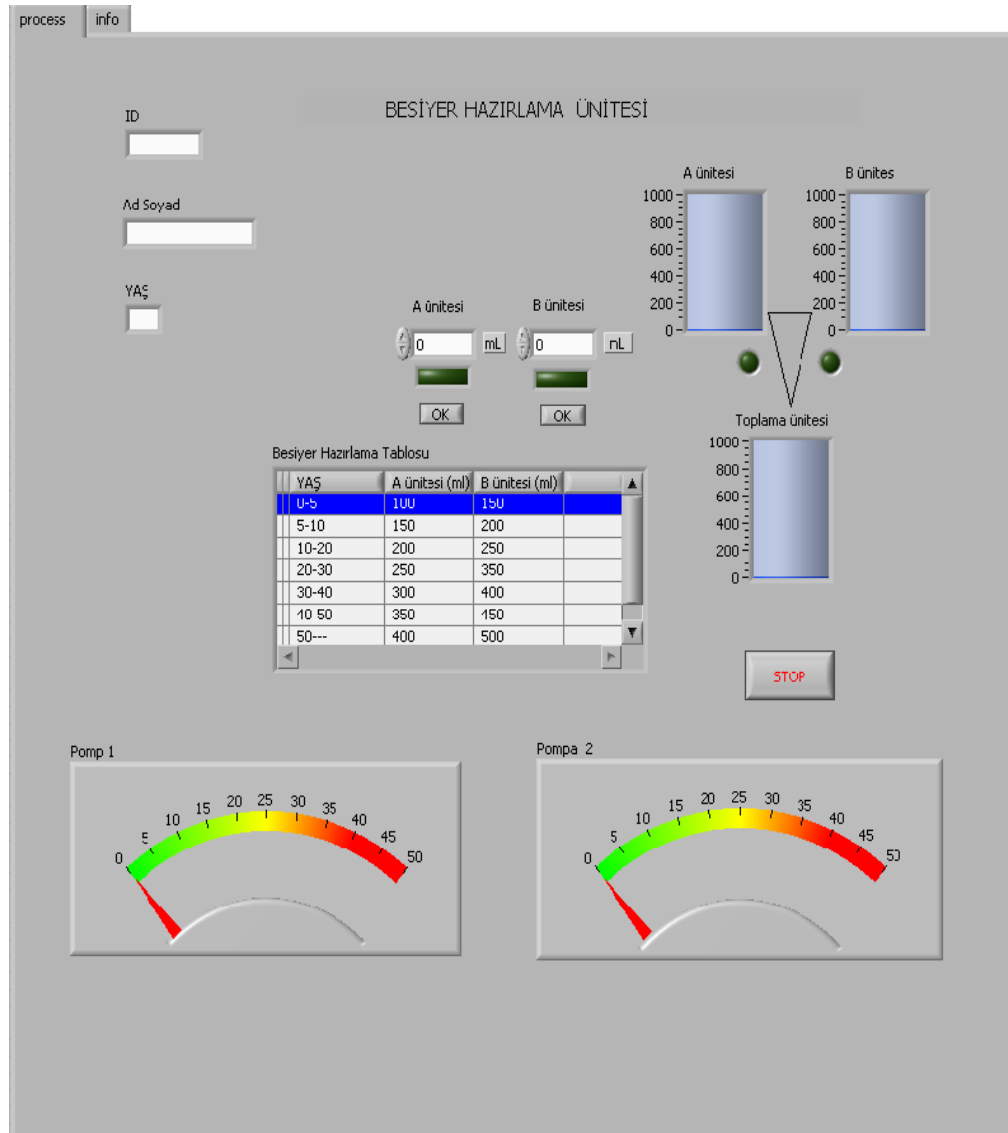 process info
BESİYER HAZIRLAMA ÜNİTESİ
ID
Ad Soyad
YAŞ
A ünitesi
B ünites
1000
800
600
400
200
0
1000
800
600
400
200
0
A ünitesi
B ünitesi
0 mL
0 nL
OK
OK
Toplama ünitesi
1000
800
600
400
200
0
Besiyer Hazırlama Tablosu
YAŞ A ünitesi (ml) B ünitesi (ml)
0-5 100 150
5-10 150 200
10-20 200 250
20-30 250 350
30-40 300 400
40 50 350 450
50--- 400 500
STOP
Pomp 1
0 5 10 15 20 25 30 35 40 45 50
Pompa 2
0 5 10 15 20 25 30 35 40 45 50